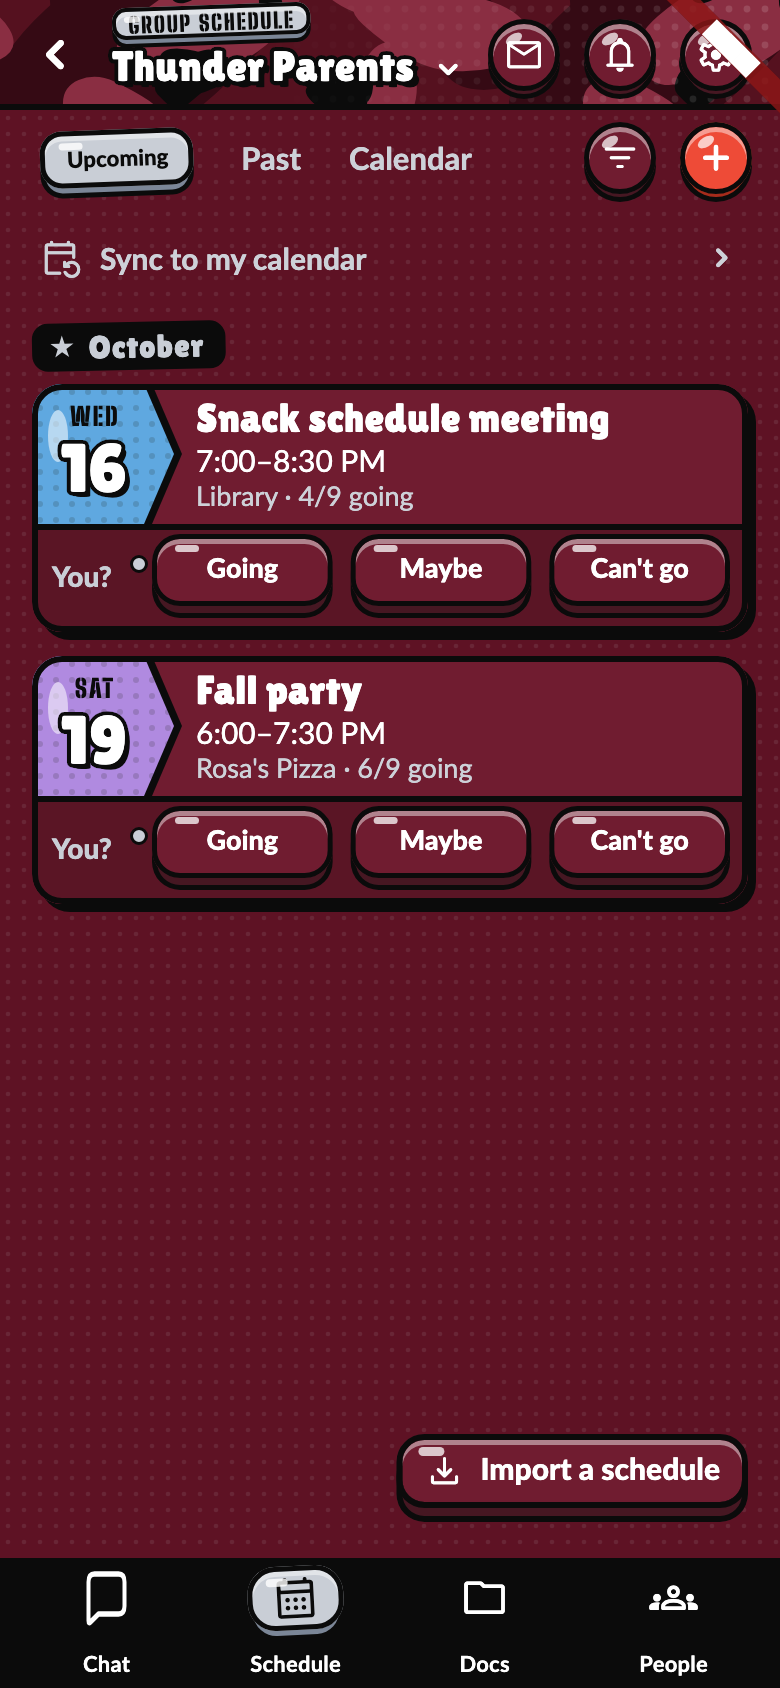 GROUP SCHEDULE
Thunder Parents
Upcoming
Past
Calendar
Sync to my calendar
★ October
WED
16
Snack schedule meeting
7:00–8:30 PM
Library · 4/9 going
You?
Going
Maybe
Can't go
SAT
19
Fall party
6:00–7:30 PM
Rosa's Pizza · 6/9 going
You?
Going
Maybe
Can't go
Import a schedule
Chat
Schedule
Docs
People